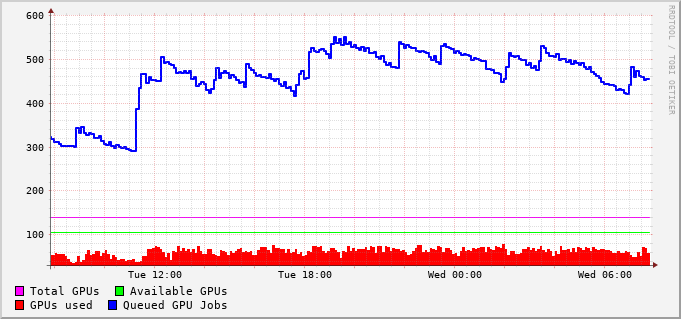 600
500
400
300
200
100
Tue 12:00 Tue 18:00 Wed 00:00 Wed 06:00
Total GPUs Available GPUs
GPUs used Queued GPU Jobs
RRDTOOL / TOBI OETIKER